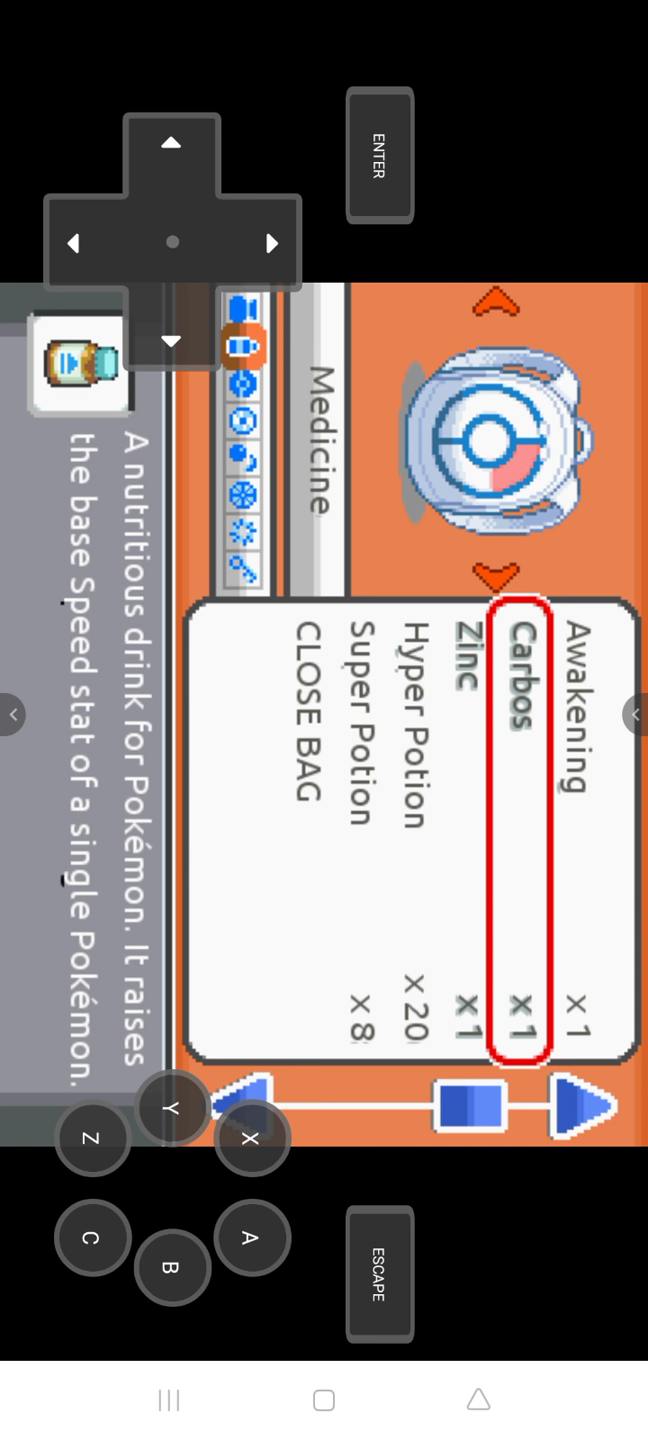 ENTER
Medicine
Awakening x 1
Carbos x 1
Zinc x 1
Hyper Potion x 20
Super Potion x 8
CLOSE BAG
A nutritious drink for Pokémon. It raises
the base Speed stat of a single Pokémon.
X
Y
Z
A
B
C
ESCAPE